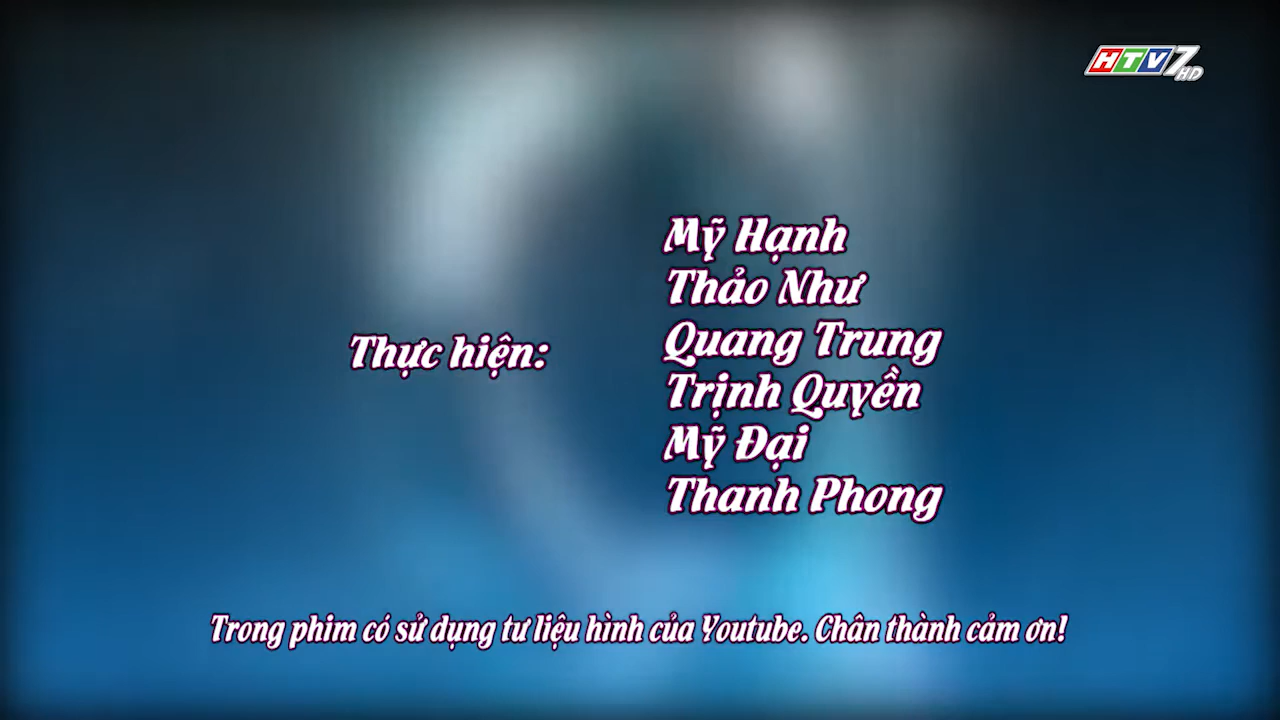 HTV7 HD
Mỹ Hạnh
Thảo Như
Quang Trung
Thực hiện:
Trịnh Quyền
Mỹ Đại
Thanh Phong
Trong phim có sử dụng tư liệu hình của Youtube. Chân thành cảm ơn!